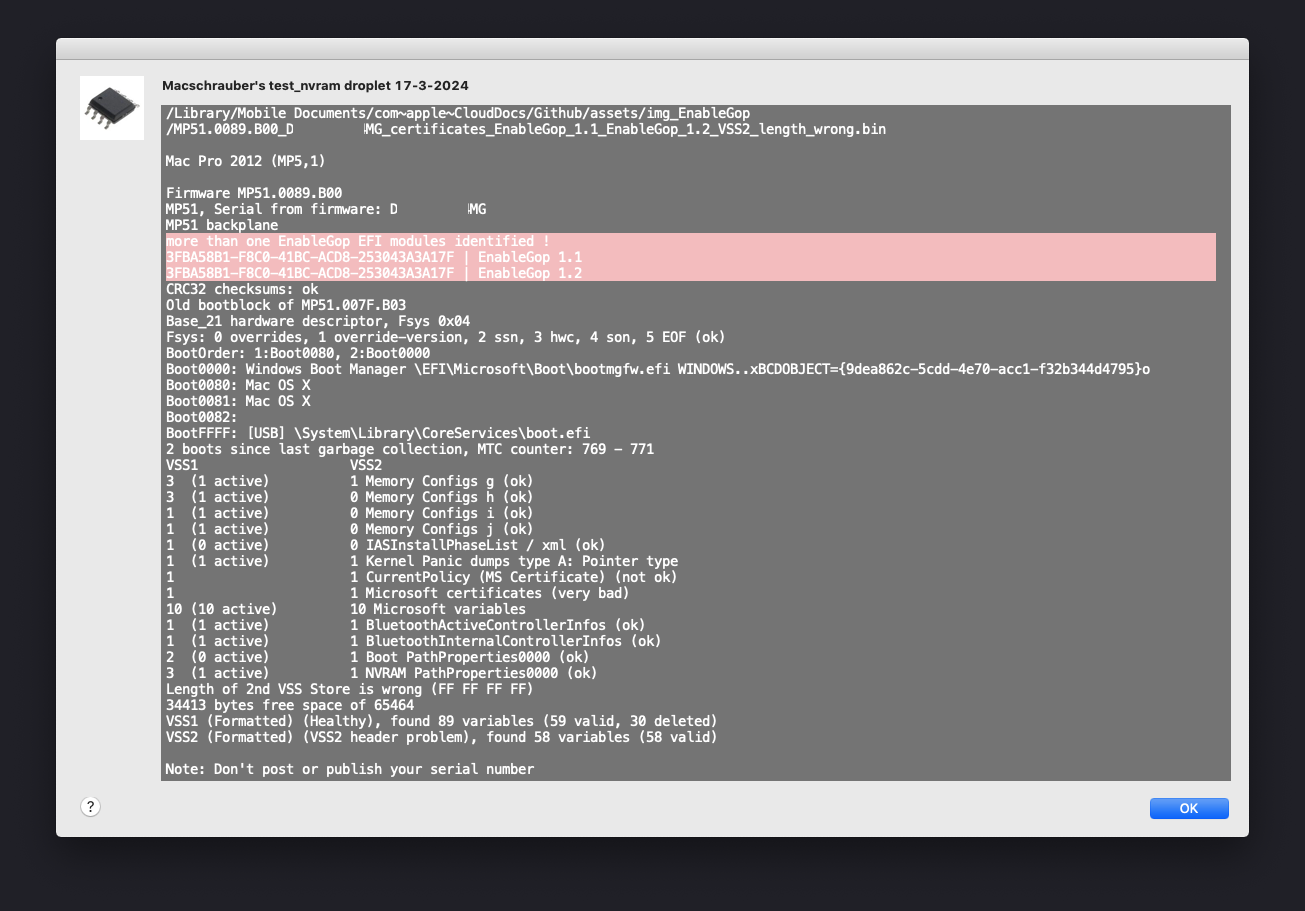 Macschrauber's test_nvram droplet 17-3-2024
/Library/Mobile Documents/com~apple~CloudDocs/Github/assets/img_EnableGop
/MP51.0089.B00_D MG_certificates_EnableGop_1.1_EnableGop_1.2_VSS2_length_wrong.bin
Mac Pro 2012 (MP5,1)
Firmware MP51.0089.B00
MP51, Serial from firmware: D MG
MP51 backplane
more than one EnableGop EFI modules identified !
3FBA58B1-F8C0-41BC-ACD8-253043A3A17F | EnableGop 1.1
3FBA58B1-F8C0-41BC-ACD8-253043A3A17F | EnableGop 1.2
CRC32 checksums: ok
Old bootblock of MP51.007F.B03
Base_21 hardware descriptor, Fsys 0x04
Fsys: 0 overrides, 1 override-version, 2 ssn, 3 hwc, 4 son, 5 EOF (ok)
BootOrder: 1:Boot0080, 2:Boot0000
Boot0000: Windows Boot Manager \EFI\Microsoft\Boot\bootmgfw.efi WINDOWS..xBCDOBJECT={9dea862c-5cdd-4e70-acc1-f32b344d4795}o
Boot0080: Mac OS X
Boot0081: Mac OS X
Boot0082:
BootFFFF: [USB] \System\Library\CoreServices\boot.efi
2 boots since last garbage collection, MTC counter: 769 - 771
VSS1 VSS2
3 (1 active) 1 Memory Configs g (ok)
3 (1 active) 0 Memory Configs h (ok)
1 (1 active) 0 Memory Configs i (ok)
1 (1 active) 0 Memory Configs j (ok)
1 (0 active) 0 IASInstallPhaseList / xml (ok)
1 (1 active) 1 Kernel Panic dumps type A: Pointer type
1 1 CurrentPolicy (MS Certificate) (not ok)
1 1 Microsoft certificates (very bad)
10 (10 active) 10 Microsoft variables
1 (1 active) 1 BluetoothActiveControllerInfos (ok)
1 (1 active) 1 BluetoothInternalControllerInfos (ok)
2 (0 active) 1 Boot PathProperties0000 (ok)
3 (1 active) 1 NVRAM PathProperties0000 (ok)
Length of 2nd VSS Store is wrong (FF FF FF FF)
34413 bytes free space of 65464
VSS1 (Formatted) (Healthy), found 89 variables (59 valid, 30 deleted)
VSS2 (Formatted) (VSS2 header problem), found 58 variables (58 valid)
Note: Don't post or publish your serial number
?
OK